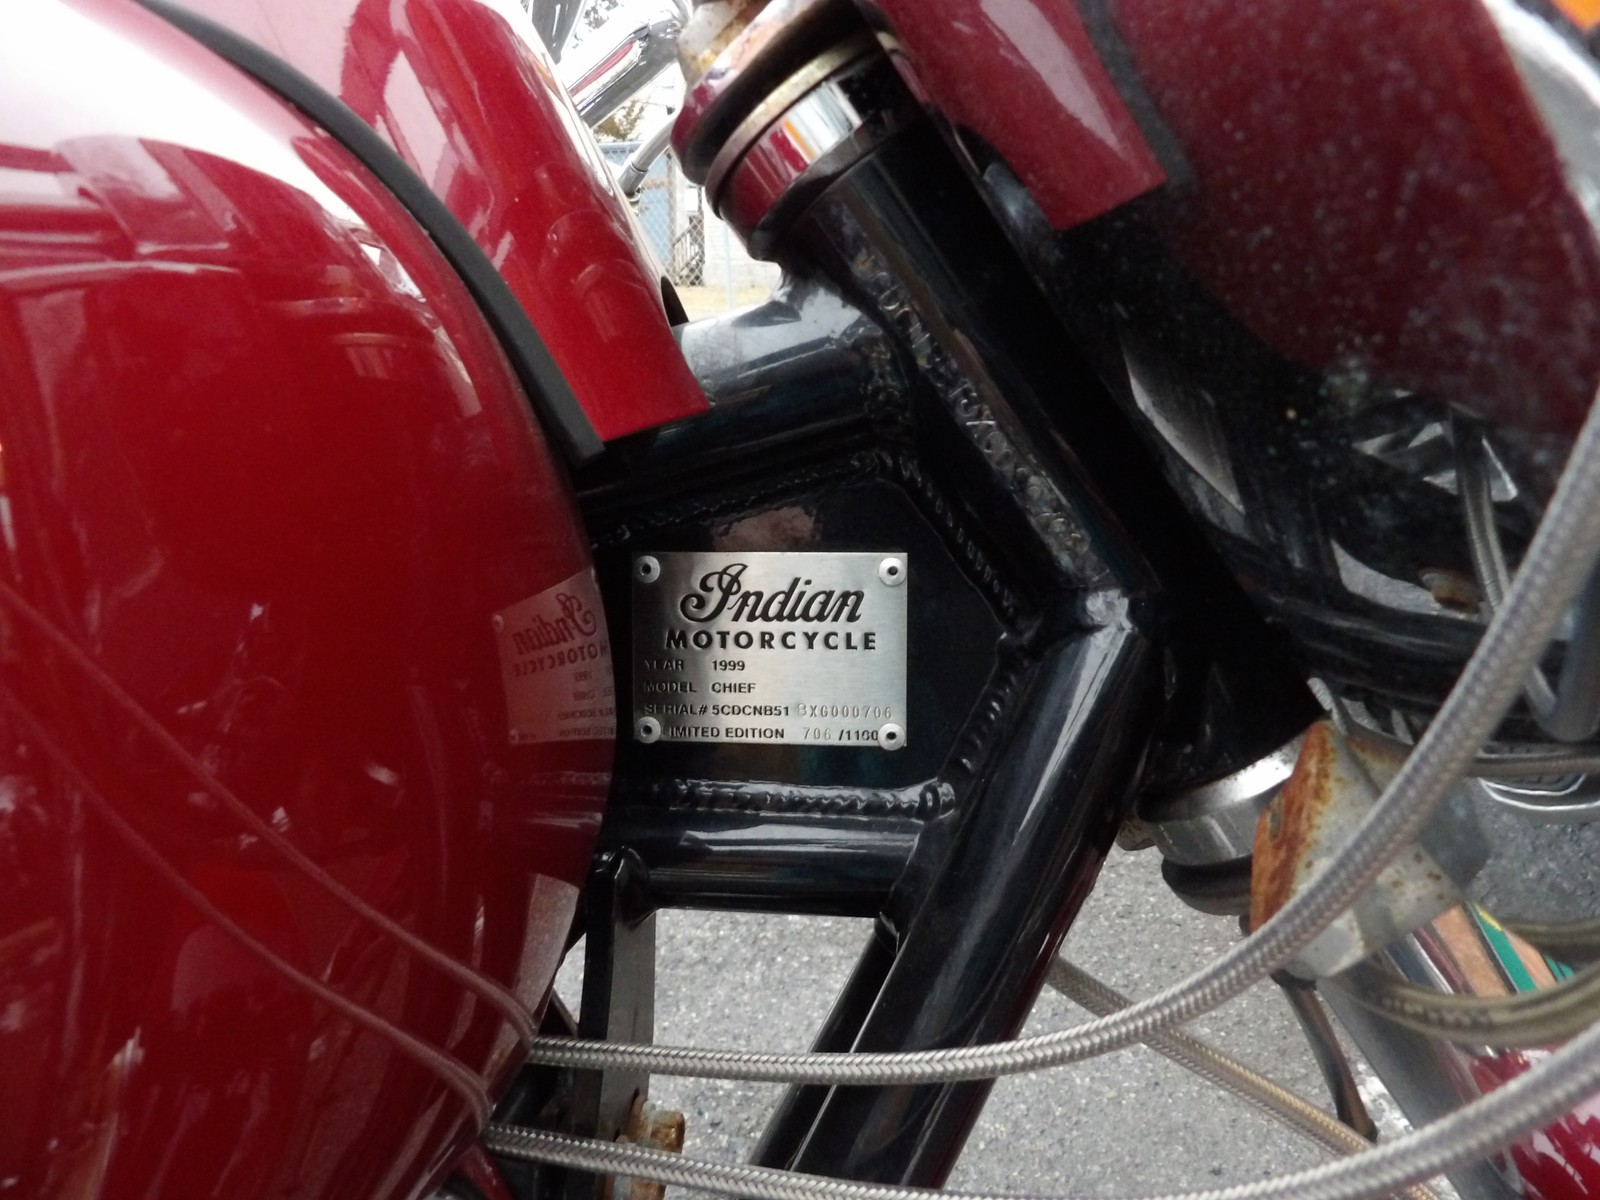 Indian
MOTORCYCLE
YEAR 1999
MODEL CHIEF
SERIAL# 5CDCNB51 3XG000706
LIMITED EDITION 706 /1100